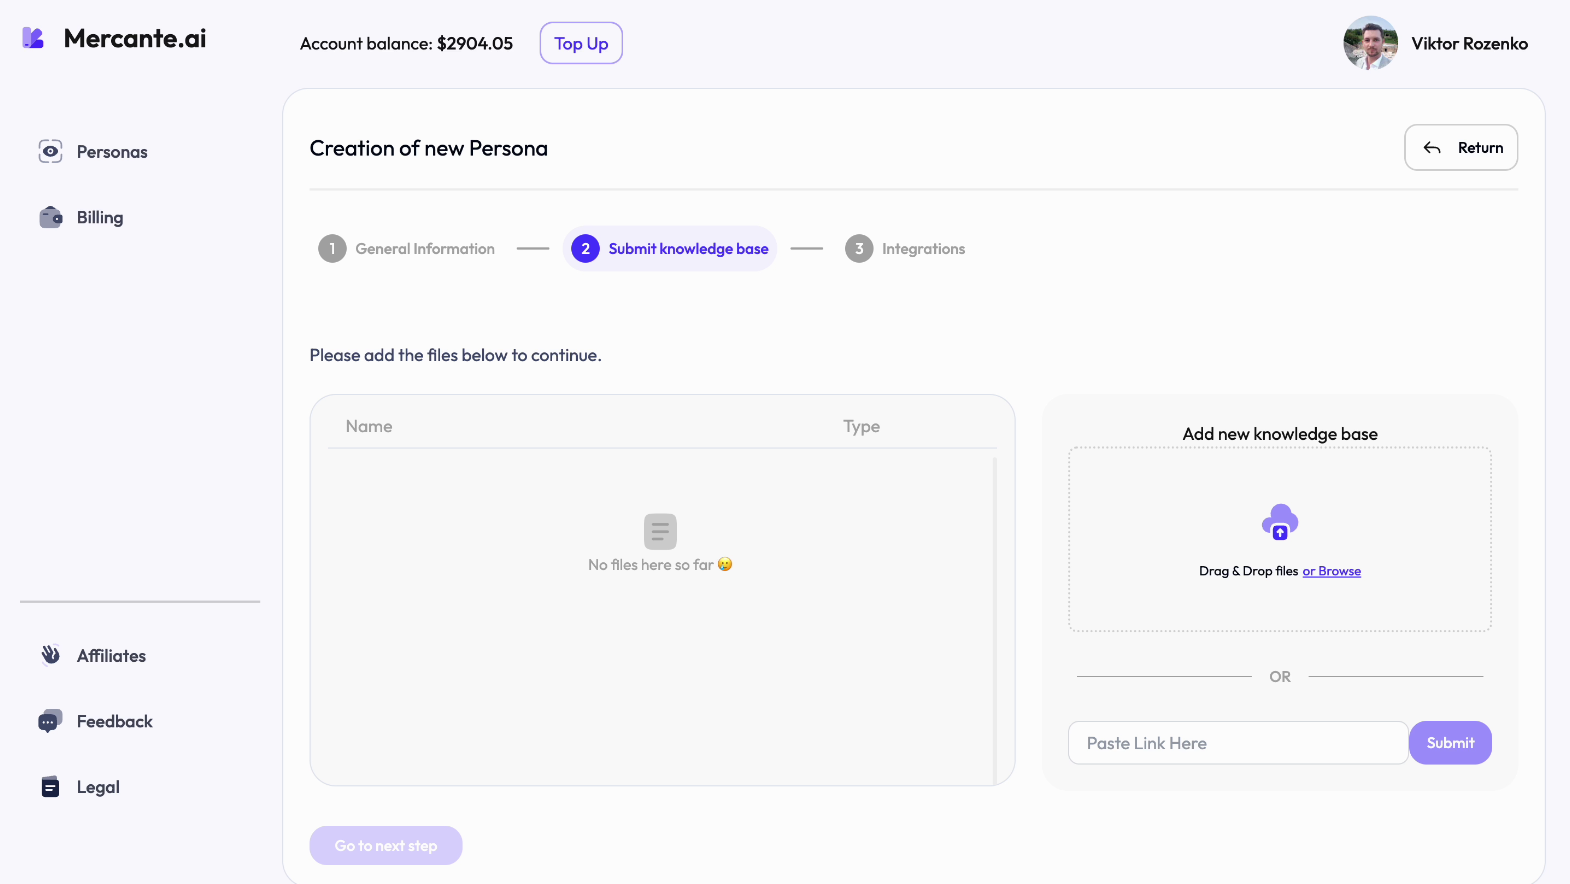 Mercante.ai
Account balance: $2904.05
Top Up
Viktor Rozenko
Personas
Billing
Affiliates
Feedback
Legal
Creation of new Persona
Return
1 General Information
2 Submit knowledge base
3 Integrations
Please add the files below to continue.
Name Type
No files here so far 🥲
Add new knowledge base
Drag & Drop files or Browse
OR
Paste Link Here
Submit
Go to next step